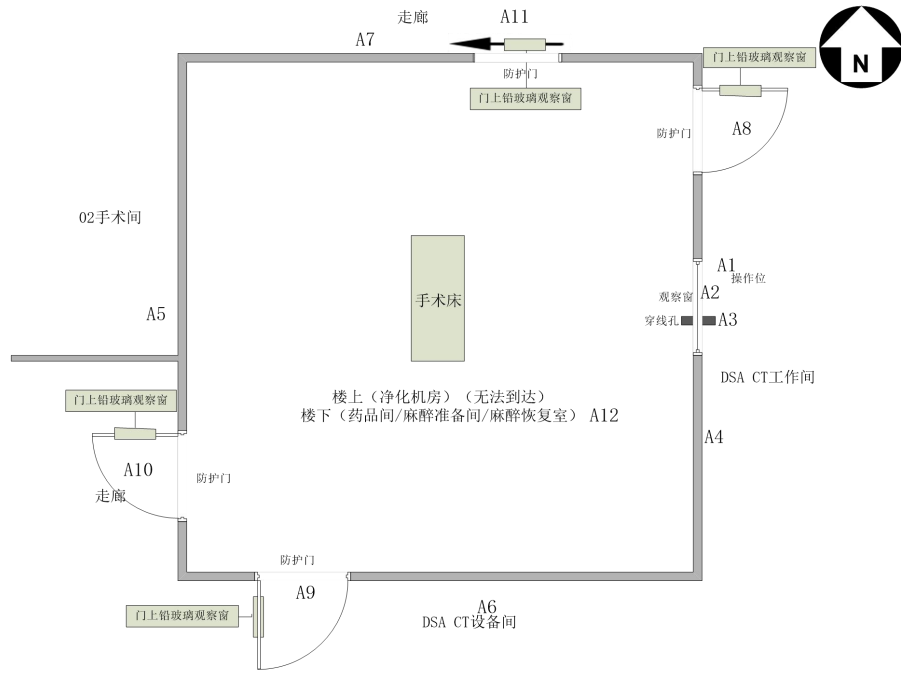 走廊
A11
A7
防护门
门上铅玻璃观察窗
门上铅玻璃观察窗
N
防护门
A8
02手术间
A1
操作位
观察窗
A2
手术床
穿线孔
A3
A5
DSA CT工作间
门上铅玻璃观察窗
楼上（净化机房）（无法到达）
楼下（药品间/麻醉准备间/麻醉恢复室） A12
A4
A10
防护门
走廊
防护门
A9
门上铅玻璃观察窗
A6
DSA CT设备间